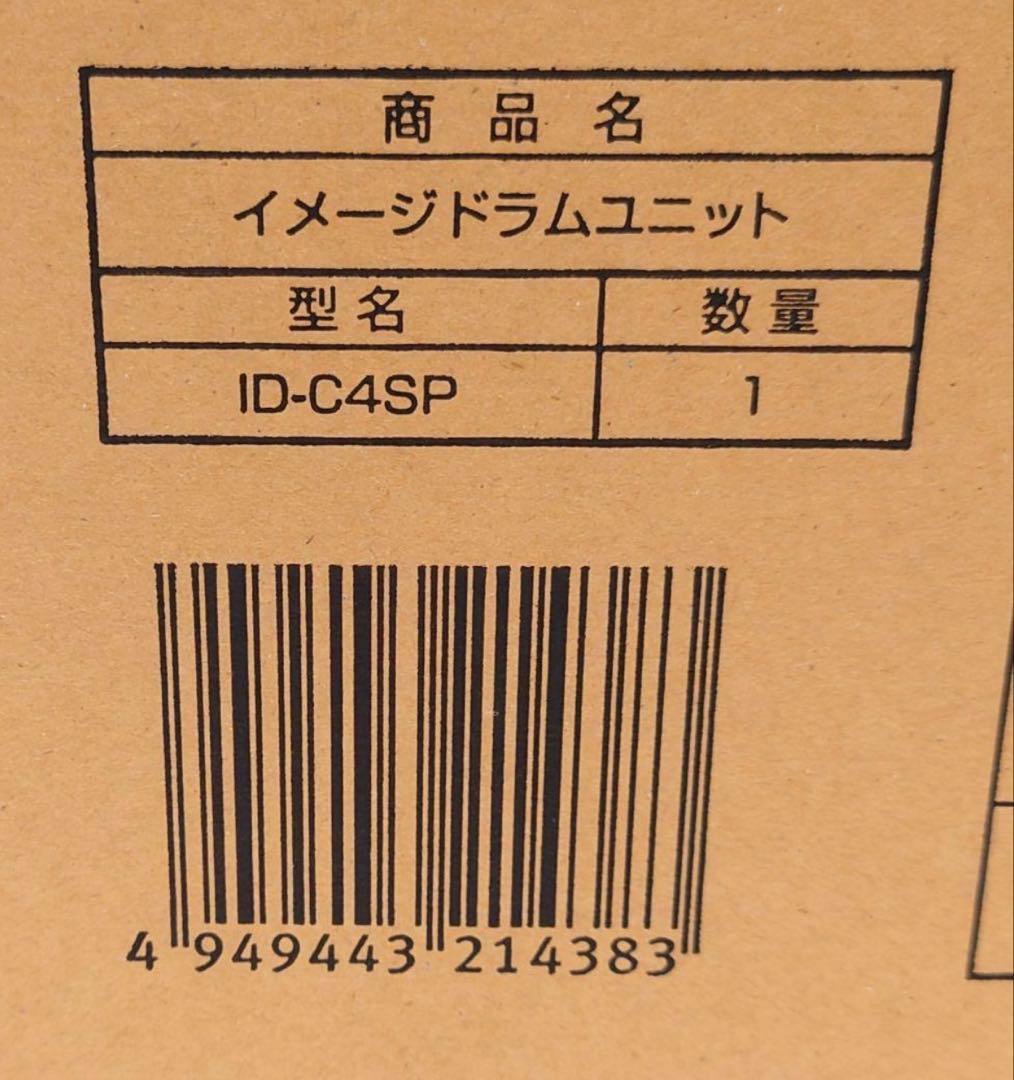 商品名
イメージドラムユニット
型名 数量
ID-C4SP 1
4 949443 214383